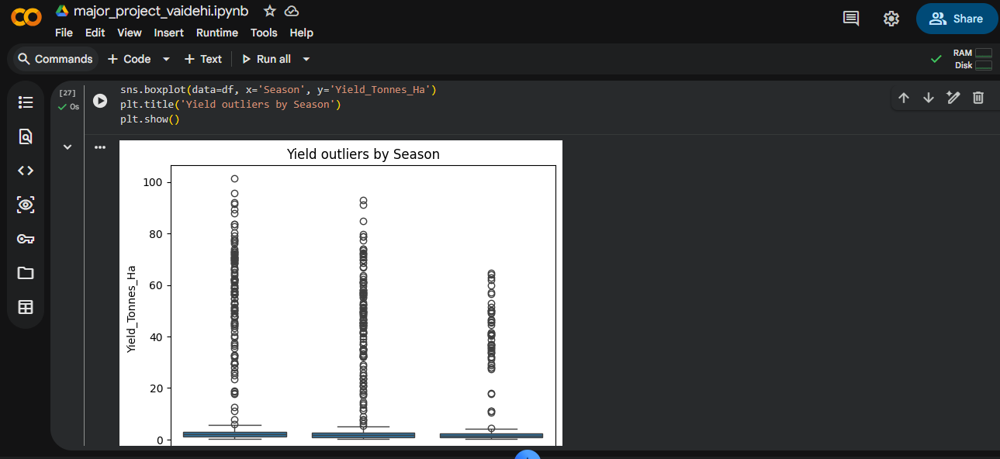 major_project_vaidehi.ipynb
File Edit View Insert Runtime Tools Help
Share
Commands + Code + Text Run all
RAM
Disk
[27]
0s
sns.boxplot(data=df, x='Season', y='Yield_Tonnes_Ha')
plt.title('Yield outliers by Season')
plt.show()
Yield outliers by Season
Yield_Tonnes_Ha
100
80
60
40
20
0